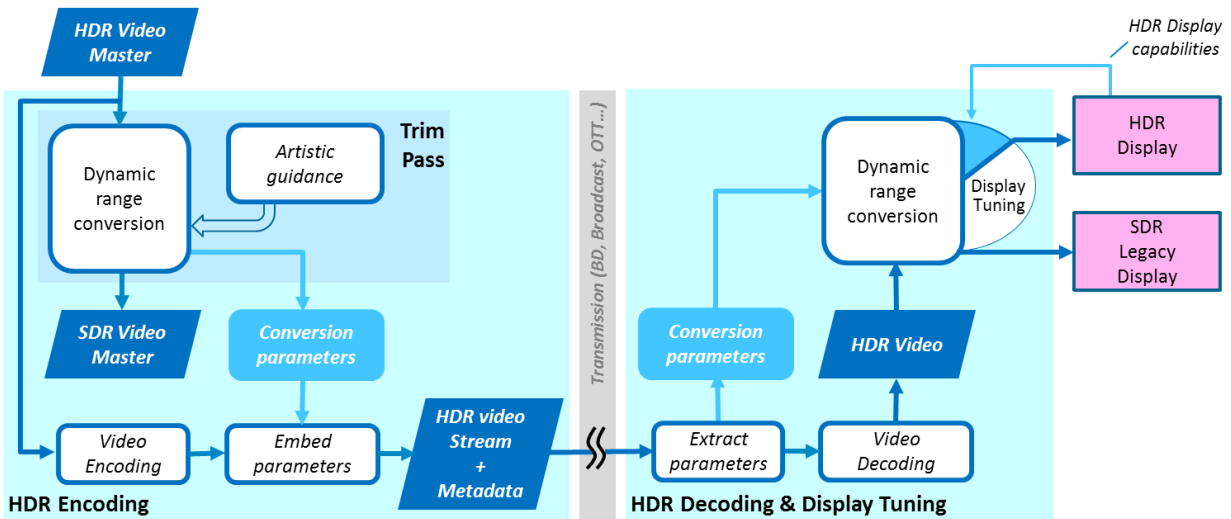 HDR Video
Master
HDR Display
capabilities
Trim
Pass
Dynamic
range
conversion
Artistic
guidance
SDR Video
Master
Conversion
parameters
Video
Encoding
Embed
parameters
HDR video
Stream
+
Metadata
HDR Encoding
Transmission (BD, Broadcast, OTT...)
Dynamic
range
conversion
Display
Tuning
HDR
Display
SDR
Legacy
Display
Conversion
parameters
HDR Video
Extract
parameters
Video
Decoding
HDR Decoding & Display Tuning